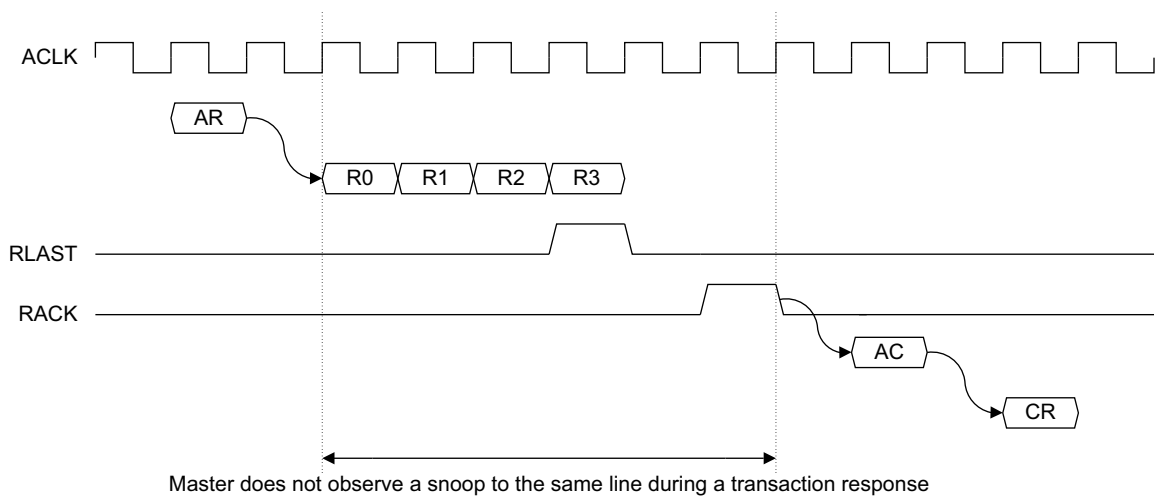 ACLK
AR
R0 R1 R2 R3
RLAST
RACK
AC
CR
Master does not observe a snoop to the same line during a transaction response